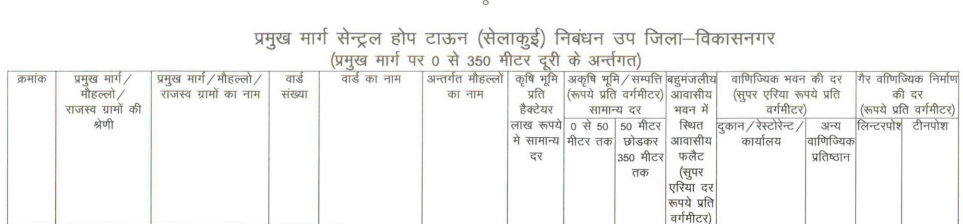 प्रमुख मार्ग सेन्ट्रल होप टाऊन (सेलाकुई) निबंधन उप जिला–विकासनगर
(प्रमुख मार्ग पर 0 से 350 मीटर दूरी के अन्तर्गत)
क्रमांक
प्रमुख मार्ग/
मौहल्लो/
राजस्व ग्रामों की
श्रेणी
प्रमुख मार्ग/मौहल्लो/
राजस्व ग्रामों का नाम
वार्ड
संख्या
वार्ड का नाम
अन्तर्गत मौहल्लों
का नाम
कृषि भूमि
प्रति
हैक्टेयर
लाख रूपये
मे सामान्य
दर
अकृषि भूमि/सम्पत्ति
(रूपये प्रति वर्गमीटर)
सामान्य दर
0 से 50
मीटर तक
50 मीटर
छोडकर
350 मीटर
तक
बहुमंजलीय
आवासीय
भवन में
स्थित
आवासीय
फलैट
(सुपर
एरिया दर
रूपये प्रति
वर्गमीटर)
वाणिज्यिक भवन की दर
(सुपर एरिया रूपये प्रति
वर्गमीटर)
दुकान/रेस्टोरेन्ट/
कार्यालय
अन्य
वाणिज्यिक
प्रतिष्ठान
गैर वाणिज्यिक निर्माण
की दर
(रूपये प्रति वर्गमीटर)
लिन्टरपोश
टीनपोश